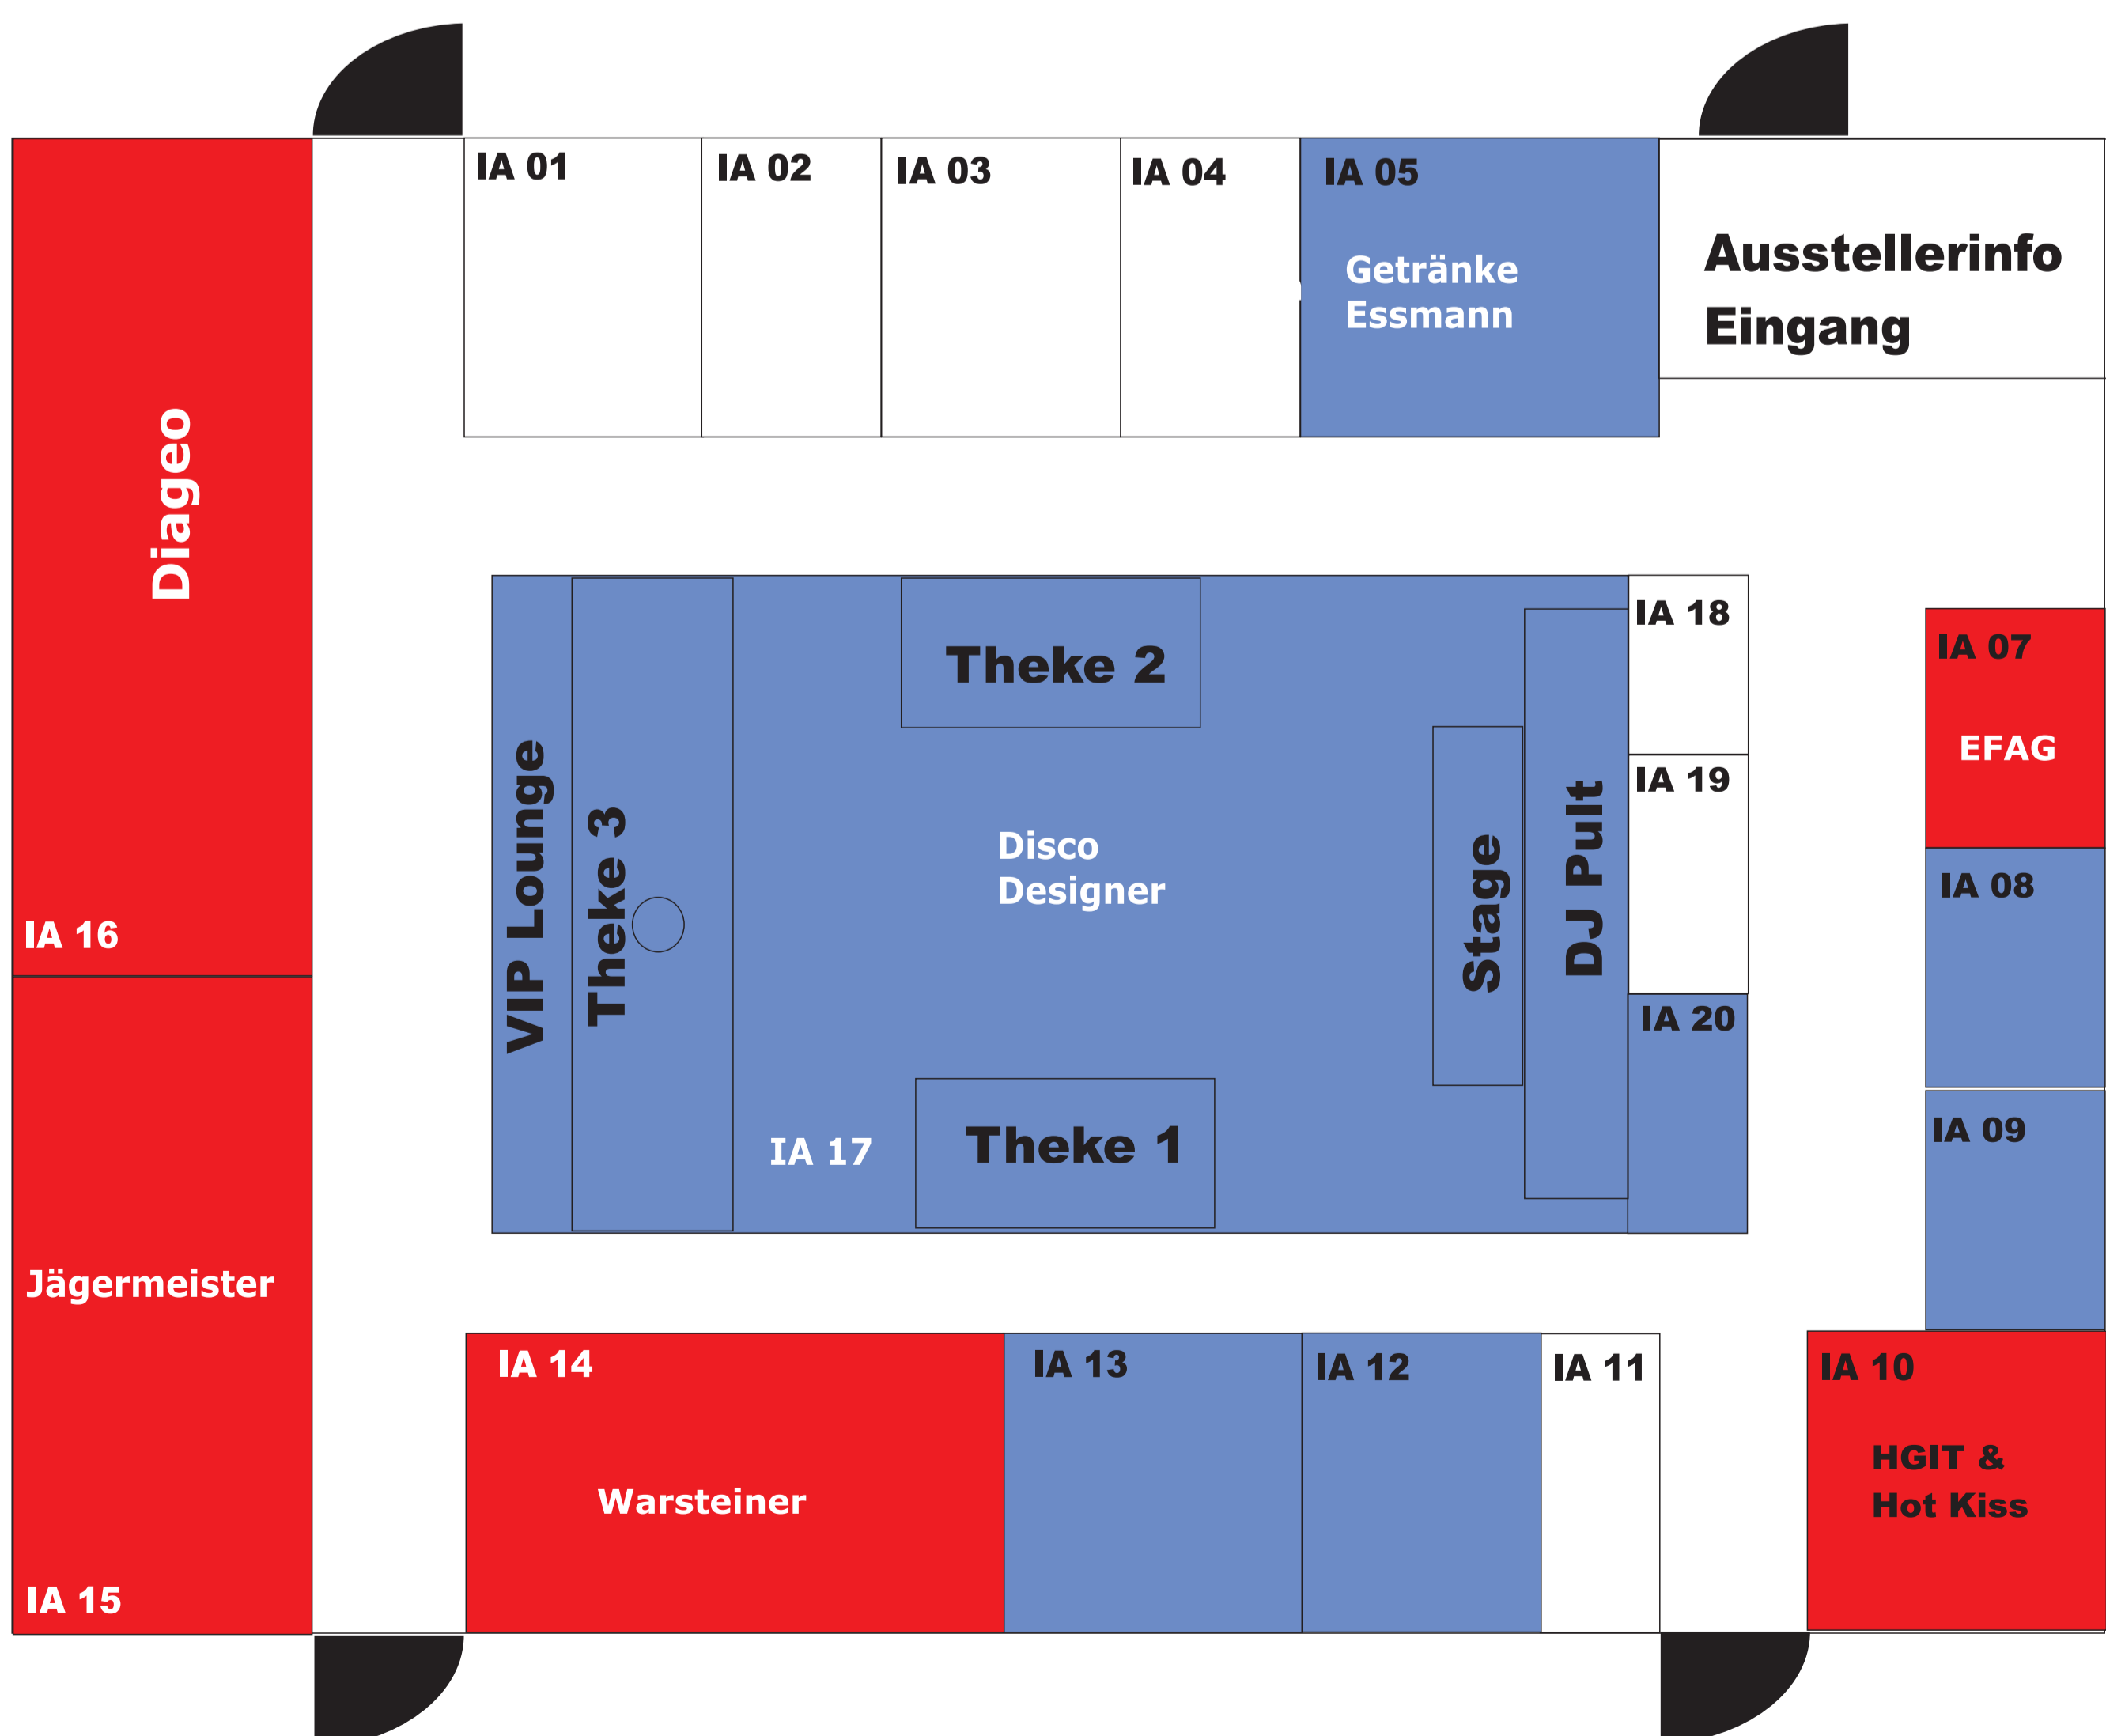 IA 01
IA 02
IA 03
IA 04
IA 05
Getränke
Essmann
Ausstellerinfo
Eingang
Diageo
IA 16
VIP Lounge
Theke 3
Theke 2
Disco
Designer
IA 17
Theke 1
Stage
DJ Pult
IA 18
IA 19
IA 20
IA 07
EFAG
IA 08
IA 09
Jägermeister
IA 15
IA 14
Warsteiner
IA 13
IA 12
IA 11
IA 10
HGIT &
Hot Kiss